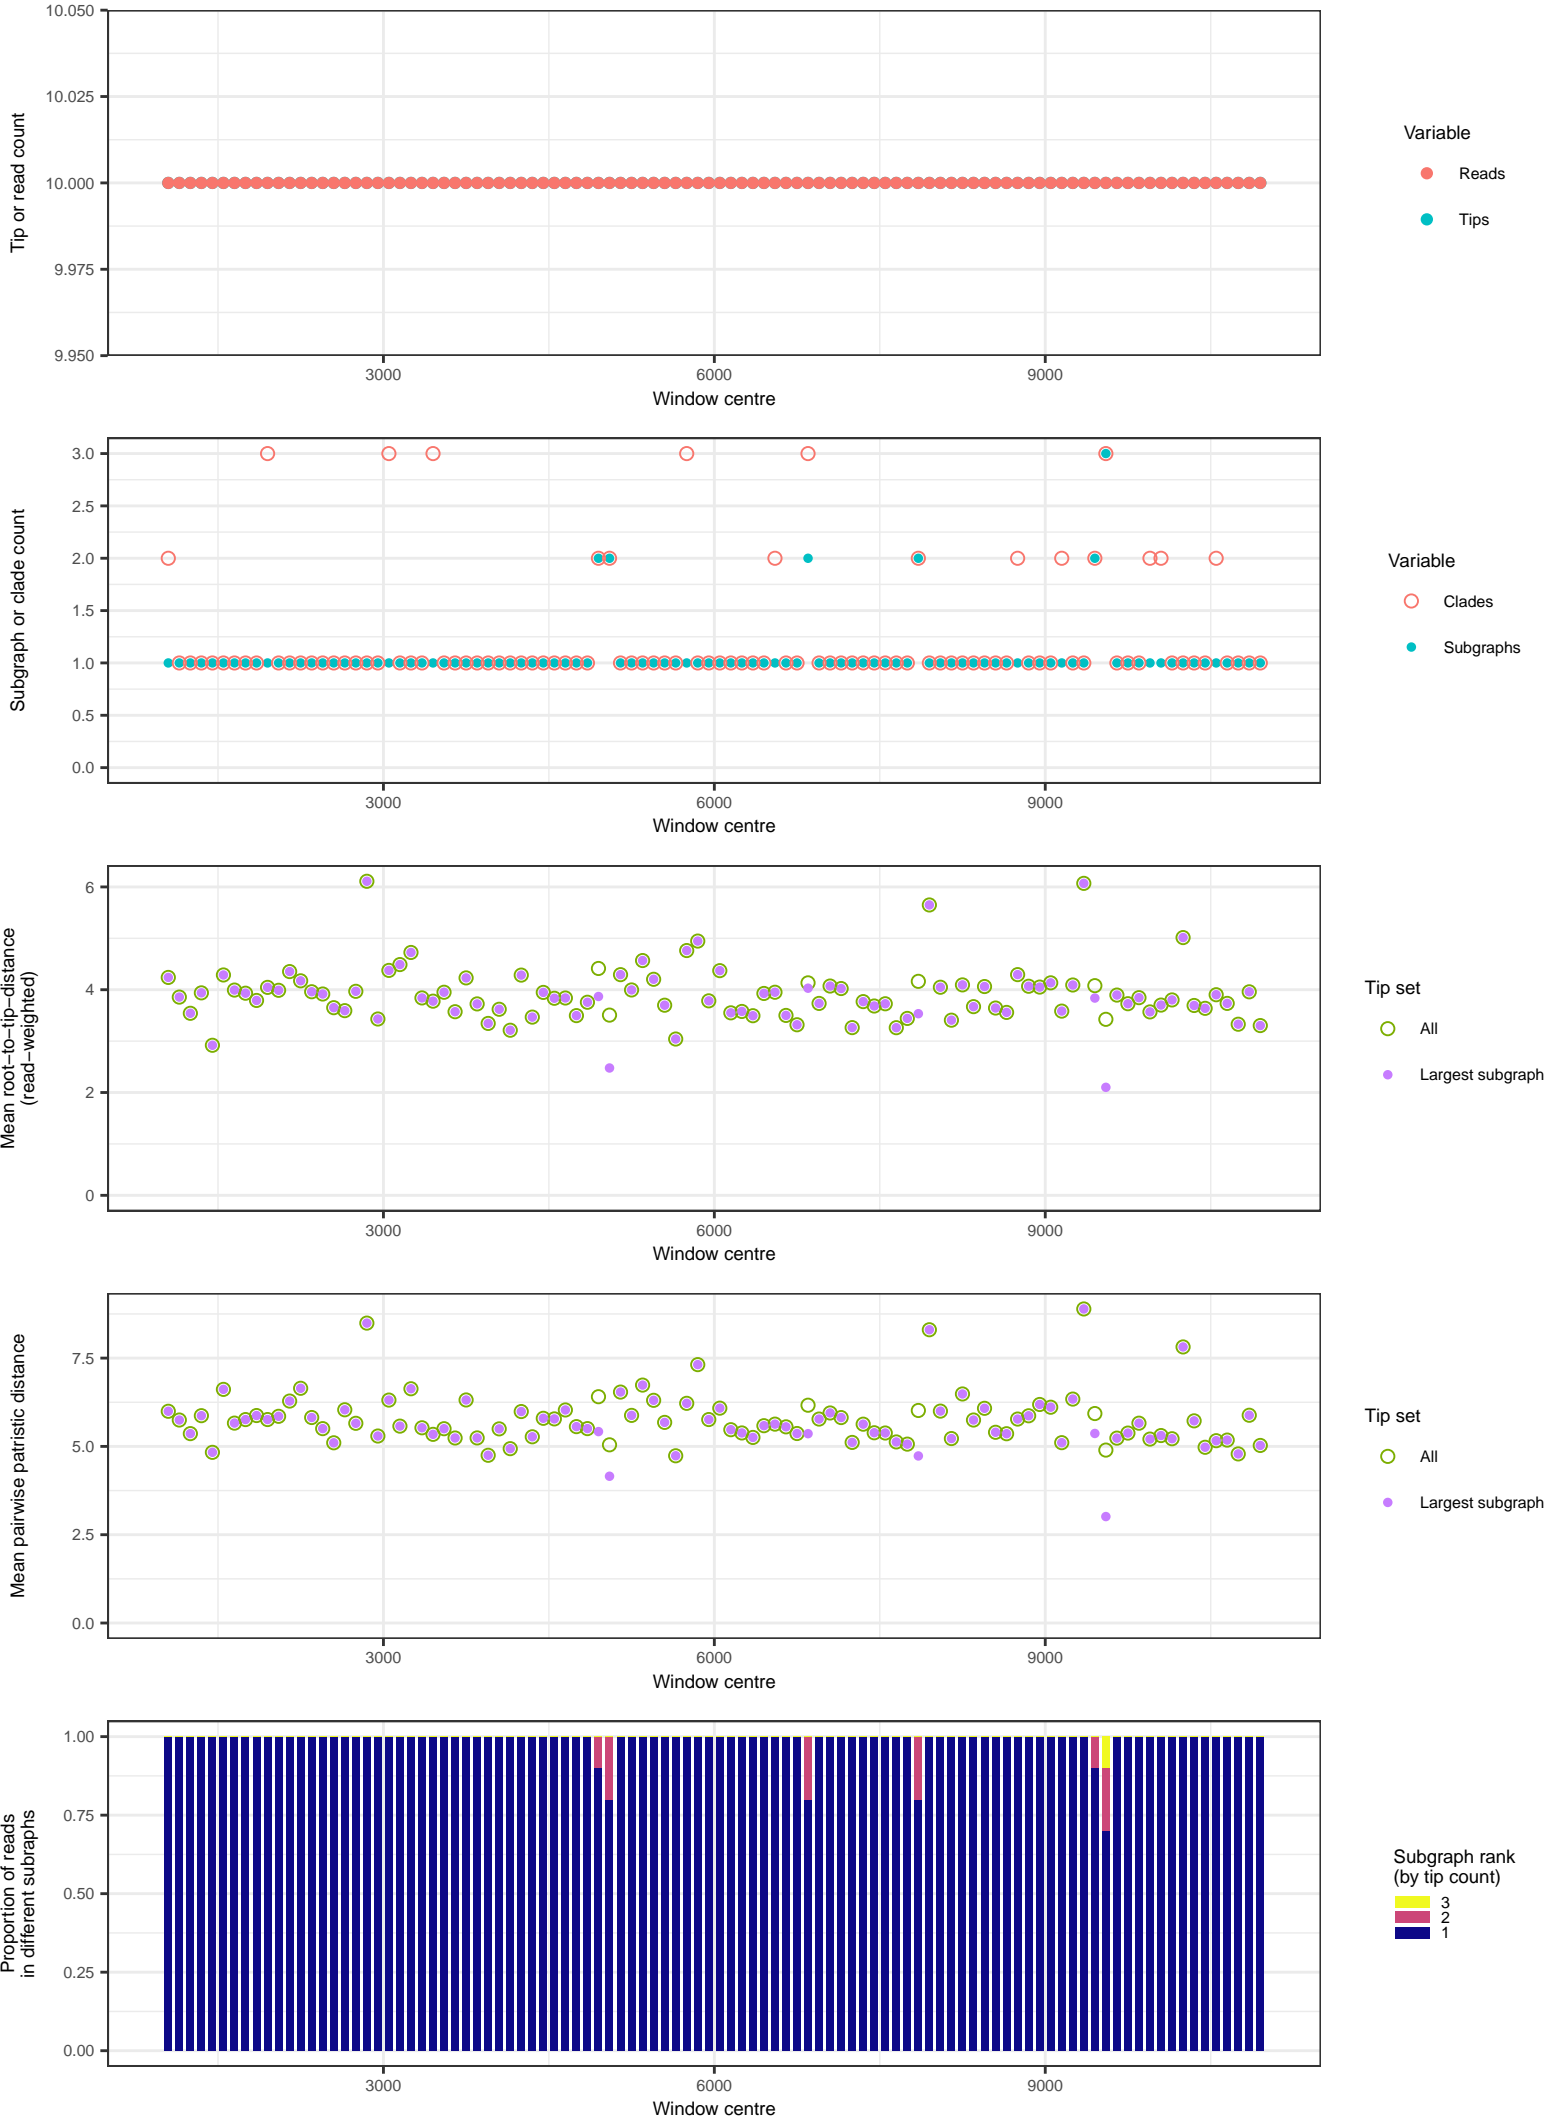 10.050
10.025
10.000
9.975
9.950
Tip or read count
3000 6000 9000
Window centre
Variable
Reads
Tips
3.0
2.5
2.0
1.5
1.0
0.5
0.0
Subgraph or clade count
3000 6000 9000
Window centre
Variable
Clades
Subgraphs
6
4
2
0
Mean root−to−tip−distance
(read−weighted)
3000 6000 9000
Window centre
Tip set
All
Largest subgraph
7.5
5.0
2.5
0.0
Mean pairwise patristic distance
3000 6000 9000
Window centre
Tip set
All
Largest subgraph
1.00
0.75
0.50
0.25
0.00
Proportion of reads
in different subraphs
3000 6000 9000
Window centre
Subgraph rank
(by tip count)
3
2
1